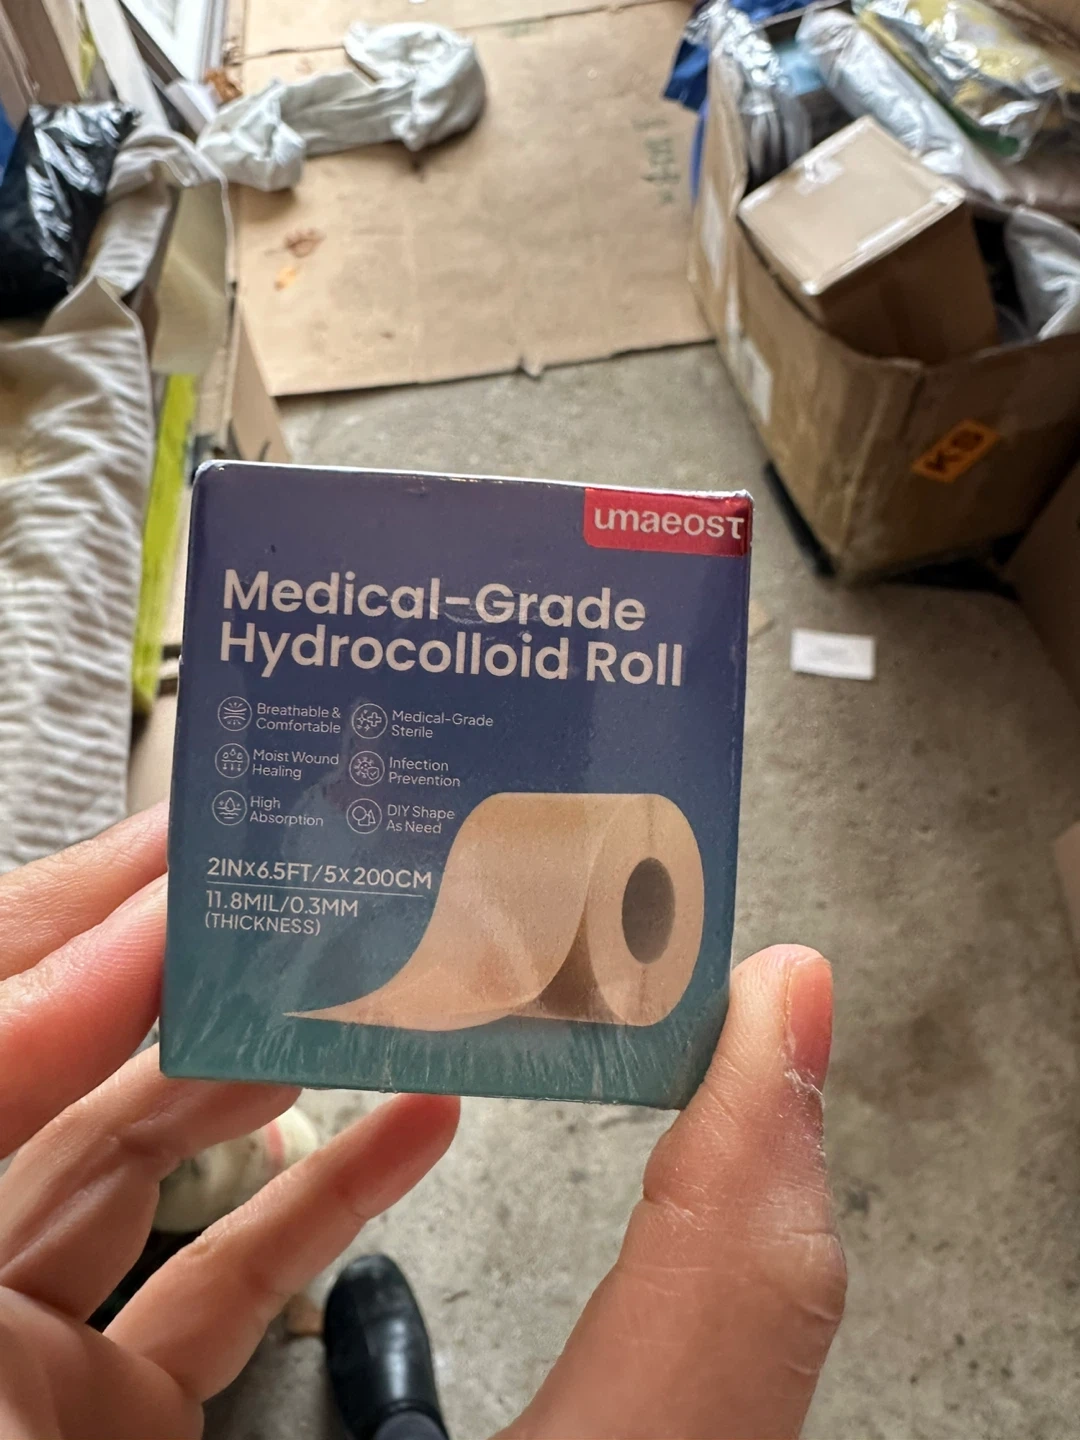 umaeost
Medical-Grade
Hydrocolloid Roll
Breathable &
Comfortable
Medical-Grade
Sterile
Moist Wound
Healing
Infection
Prevention
High
Absorption
DIY Shape
As Need
2INX6.5FT/5X200CM
11.8MIL/0.3MM
(THICKNESS)
KS